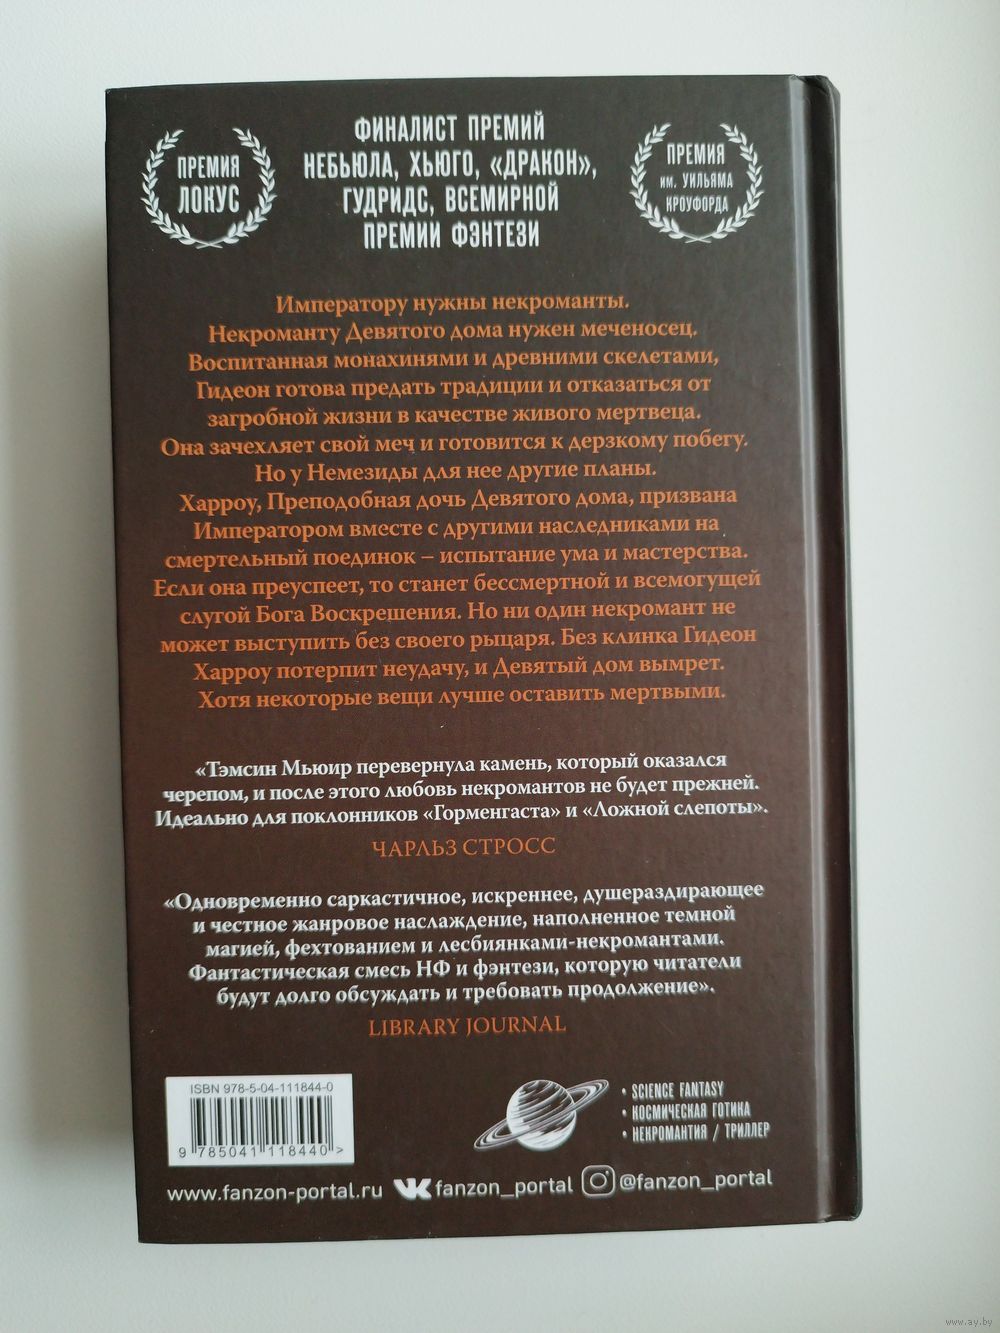 ПРЕМИЯ
ЛОКУС
ФИНАЛИСТ ПРЕМИЙ
НЕБЬЮЛА, ХЬЮГО, «ДРАКОН»,
ГУДРИДС, ВСЕМИРНОЙ
ПРЕМИИ ФЭНТЕЗИ
ПРЕМИЯ
ИМ. УИЛЬЯМА
КРОУФОРДА
Императору нужны некроманты.
Некроманту Девятого дома нужен меченосец.
Воспитанная монахинями и древними скелетами,
Гидеон готова предать традиции и отказаться от
загробной жизни в качестве живого мертвеца.
Она зачехляет свой меч и готовится к дерзкому побегу.
Но у Немезиды для нее другие планы.
Харроу, Преподобная дочь Девятого дома, призвана
Императором вместе с другими наследниками на
смертельный поединок – испытание ума и мастерства.
Если она преуспеет, то станет бессмертной и всемогущей
слугой Бога Воскрешения. Но ни один некромант не
может выступить без своего рыцаря. Без клинка Гидеон
Харроу потерпит неудачу, и Девятый дом вымрет.
Хотя некоторые вещи лучше оставить мертвыми.
«Тэмсин Мьюир перевернула камень, который оказался
черепом, и после этого любовь некромантов не будет прежней.
Идеально для поклонников «Горменгаста» и «Ложной слепоты».
ЧАРЛЬЗ СТРОСС
«Одновременно саркастичное, искреннее, душераздирающее
и честное жанровое наслаждение, наполненное темной
магией, фехтованием и лесбиянками-некромантами.
Фантастическая смесь НФ и фэнтези, которую читатели
будут долго обсуждать и требовать продолжение».
LIBRARY JOURNAL
ISBN 978-5-04-111844-0
9 785041 118440 >
• SCIENCE FANTASY
• КОСМИЧЕСКАЯ ГОТИКА
• НЕКРОМАНТИЯ / ТРИЛЛЕР
www.fanzon-portal.ru fanzon_portal @fanzon_portal
www.ay.by